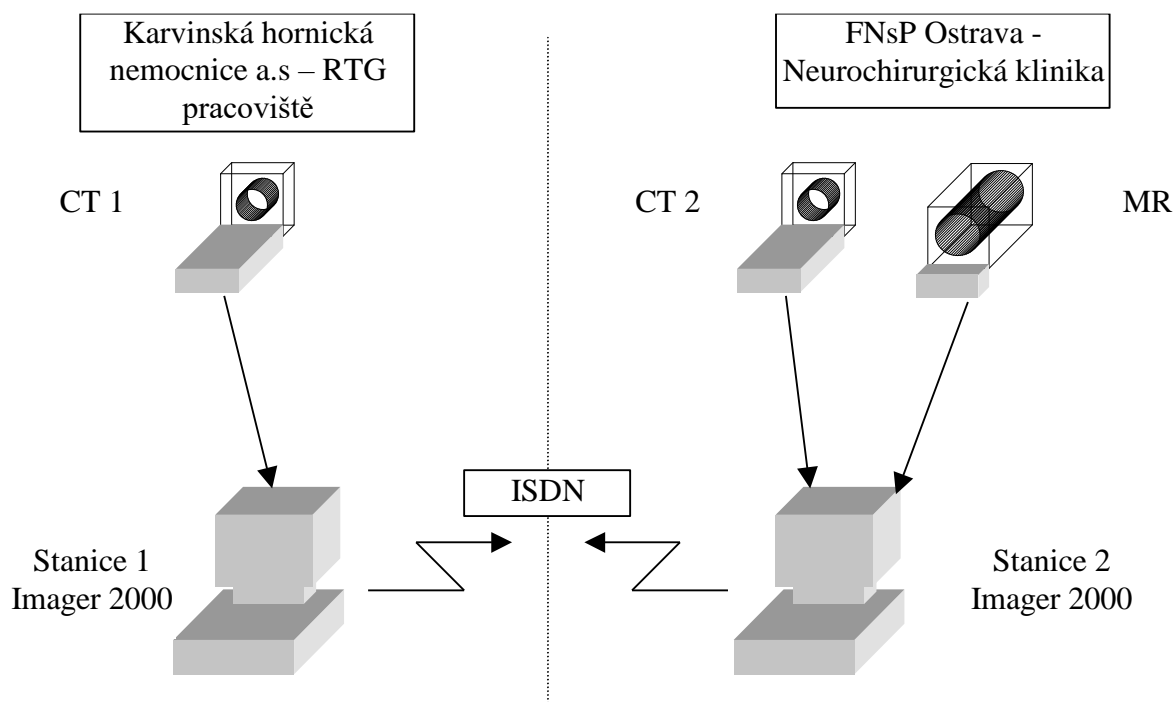 Karvinská hornická
nemocnice a.s – RTG
pracoviště
FNsP Ostrava -
Neurochirurgická klinika
CT 1
CT 2
MR
ISDN
Stanice 1
Imager 2000
Stanice 2
Imager 2000